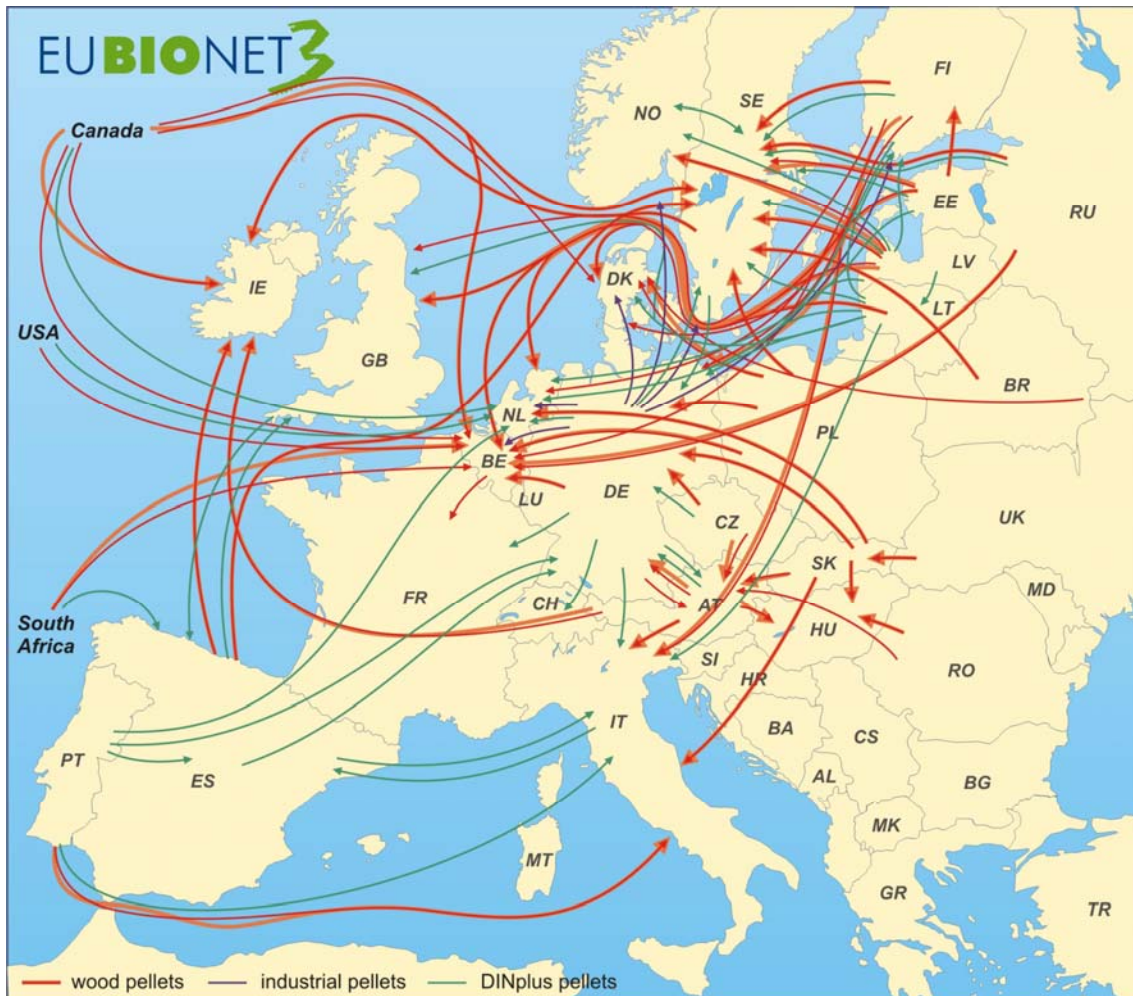 EUBIONET3
FI
NO
SE
Canada
EE
RU
LV
DK
IE
LT
USA
GB
BR
NL
PL
BE
DE
LU
CZ
UK
SK
MD
FR
CH
AT
South
Africa
HU
SI
RO
HR
IT
BA
CS
PT
ES
AL
BG
MK
MT
GR
TR
wood pellets
industrial pellets
DINplus pellets